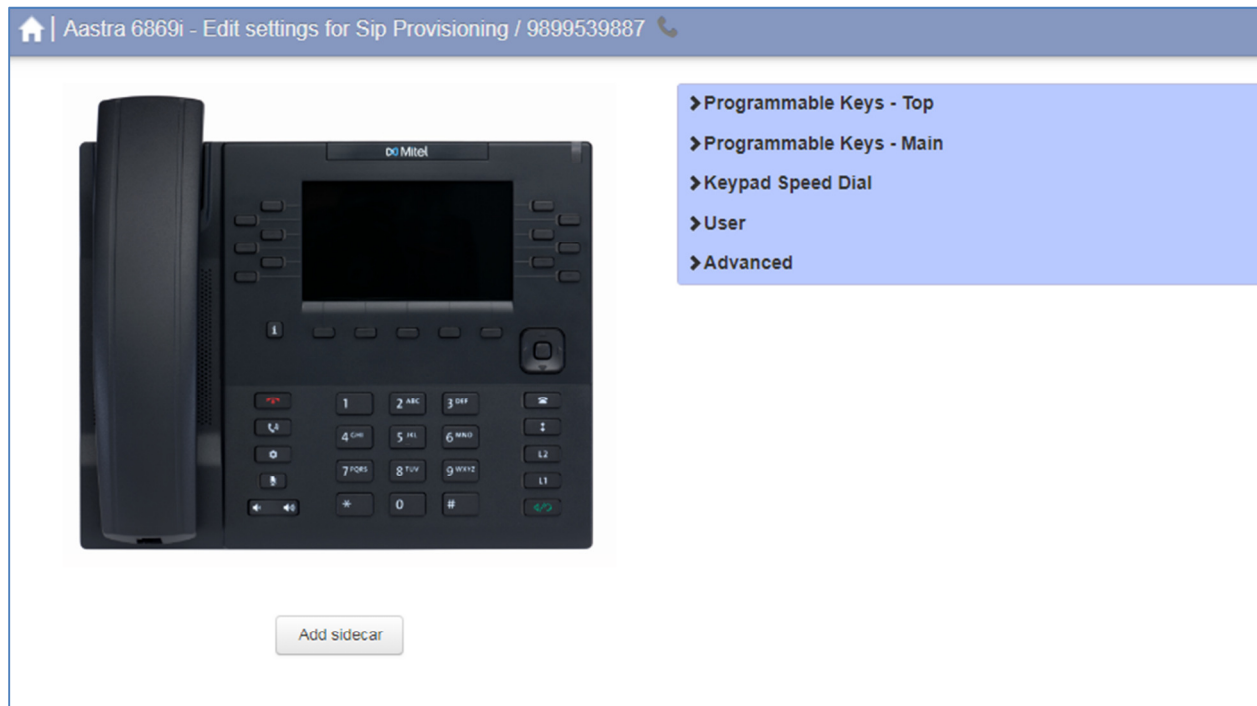 Aastra 6869i - Edit settings for Sip Provisioning / 9899539887
Mitel
Programmable Keys - Top
Programmable Keys - Main
Keypad Speed Dial
User
Advanced
i
1 2 ABC 3 DEF
4 GHI 5 JKL 6 MNO
L2
7 PQRS 8 TUV 9 WXYZ
L1
* 0 #
Add sidecar